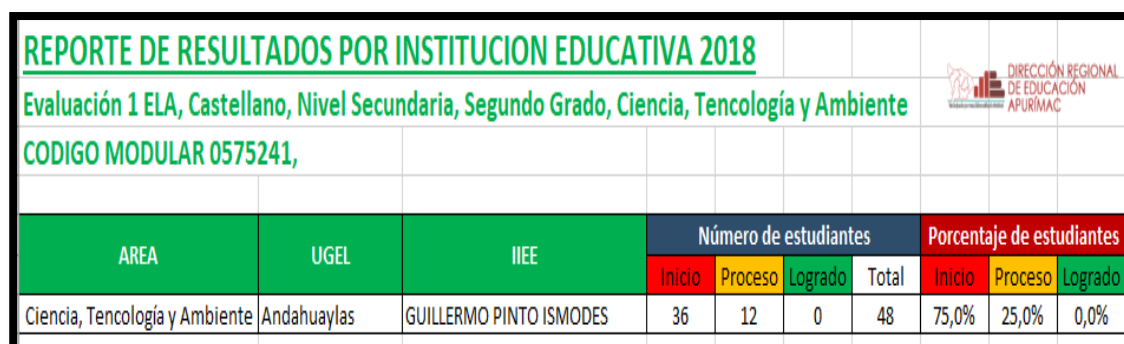 REPORTE DE RESULTADOS POR INSTITUCION EDUCATIVA 2018
DIRECCIÓN REGIONAL
DE EDUCACIÓN
APURÍMAC
Evaluación 1 ELA, Castellano, Nivel Secundaria, Segundo Grado, Ciencia, Tencología y Ambiente
CODIGO MODULAR 0575241,
AREA UGEL IIEE Número de estudiantes Porcentaje de estudiantes
Inicio Proceso Logrado Total Inicio Proceso Logrado
Ciencia, Tencología y Ambiente Andahuaylas GUILLERMO PINTO ISMODES 36 12 0 48 75,0% 25,0% 0,0%